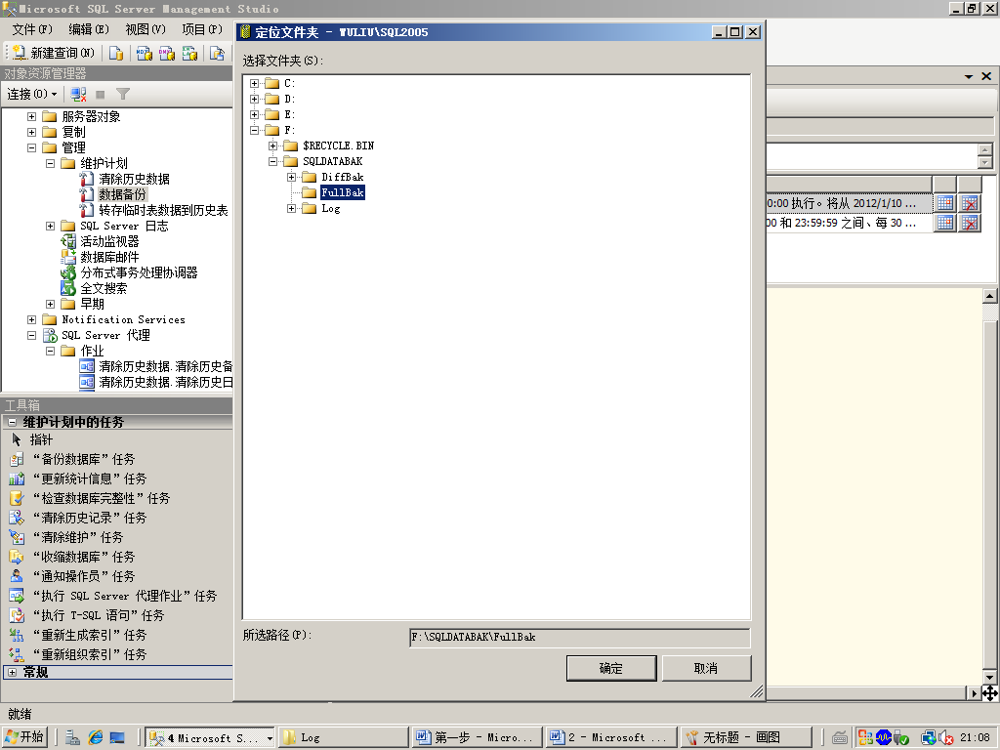 Microsoft SQL Server Management Studio
文件(F) 编辑(E) 视图(V) 项目(P)
新建查询(N)
对象资源管理器
连接(O)
服务器对象
复制
管理
维护计划
清除历史数据
数据备份
转存临时表数据到历史表
SQL Server 日志
活动监视器
数据库邮件
分布式事务处理协调器
全文搜索
早期
Notification Services
SQL Server 代理
作业
清除历史数据.清除历史备
清除历史数据.清除历史日
工具箱
维护计划中的任务
指针
“备份数据库”任务
“更新统计信息”任务
“检查数据库完整性”任务
“清除历史记录”任务
“清除维护”任务
“收缩数据库”任务
“通知操作员”任务
“执行 SQL Server 代理作业”任务
“执行 T-SQL 语句”任务
“重新生成索引”任务
“重新组织索引”任务
常规
定位文件夹 - WULIU\SQL2005
选择文件夹(S):
C:
D:
E:
F:
$RECYCLE.BIN
SQLDATABAK
DiffBak
FullBak
Log
所选路径(P):
F:\SQLDATABAK\FullBak
确定 取消
0:00 执行。将从 2012/1/10 ...
00 和 23:59:59 之间、每 30 ...
就绪
开始
4 Microsoft S...
Log
第一步 - Micro...
2 - Microsoft ...
无标题 - 画图
21:08